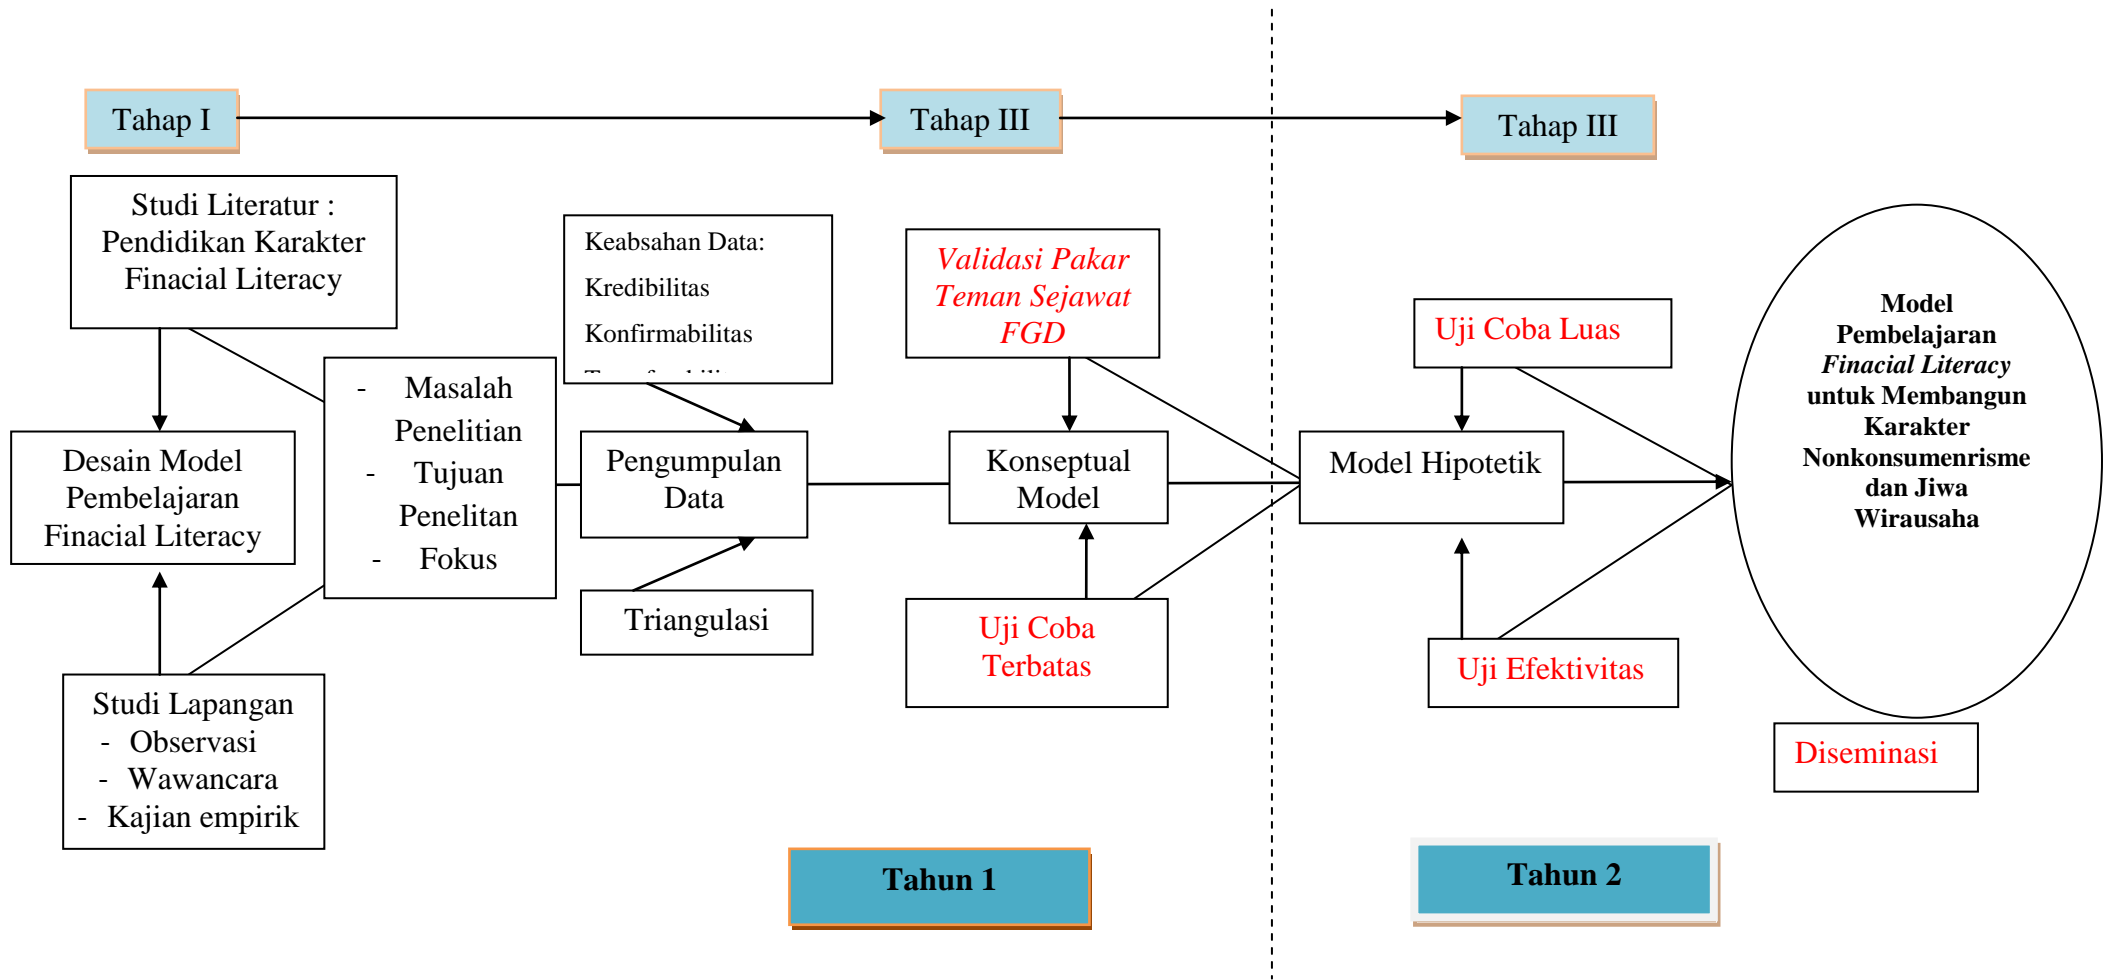 Tahap I
Tahap III
Tahap III
Studi Literatur :
Pendidikan Karakter
Finacial Literacy
Desain Model
Pembelajaran
Finacial Literacy
Studi Lapangan
- Observasi
- Wawancara
- Kajian empirik
- Masalah
Penelitian
- Tujuan
Penelitan
- Fokus
Keabsahan Data:
Kredibilitas
Konfirmabilitas
Pengumpulan
Data
Triangulasi
Validasi Pakar
Teman Sejawat
FGD
Konseptual
Model
Uji Coba
Terbatas
Uji Coba Luas
Model Hipotetik
Uji Efektivitas
Model
Pembelajaran
Finacial Literacy
untuk Membangun
Karakter
Nonkonsumenrisme
dan Jiwa
Wirausaha
Diseminasi
Tahun 1
Tahun 2